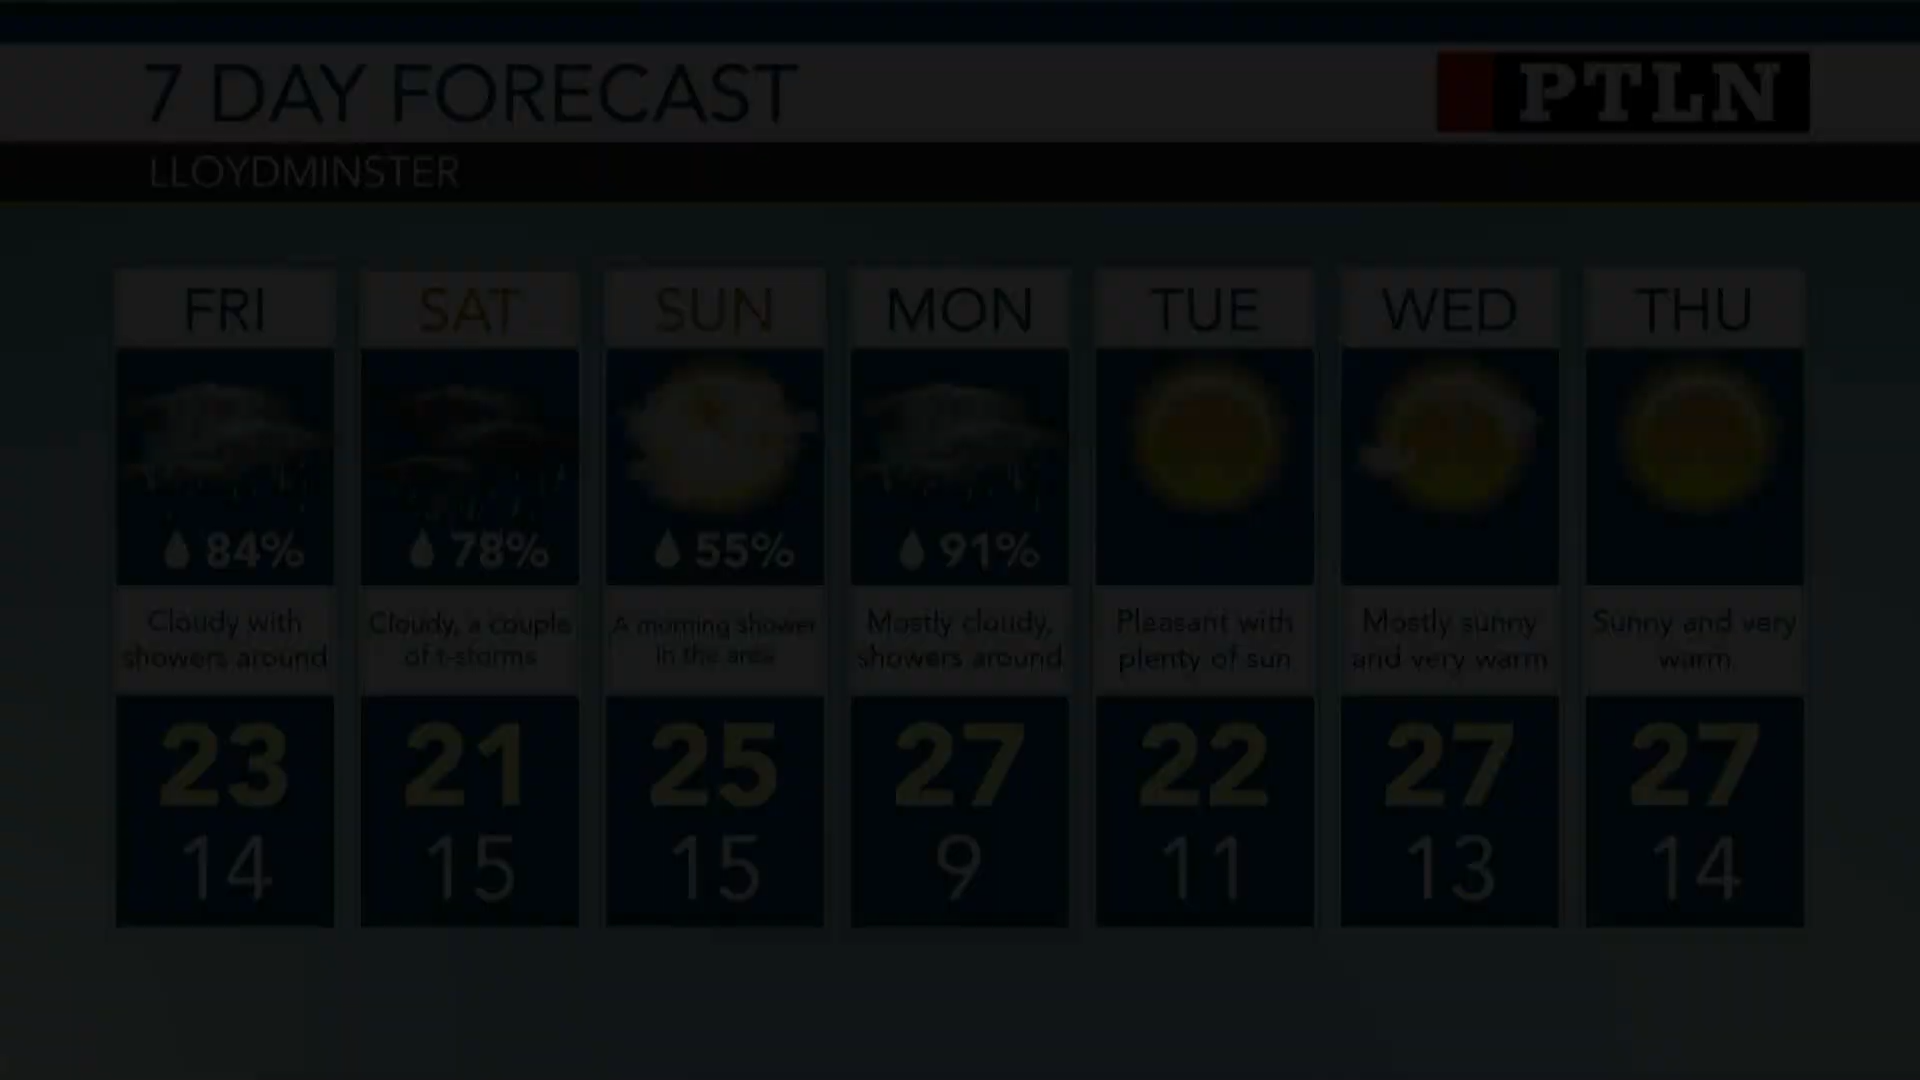 7 DAY FORECAST
PTLN
LLOYDMINSTER
FRI
SAT
SUN
MON
TUE
WED
THU
84%
78%
55%
91%
Cloudy with
showers around
Cloudy, a couple
of t-storms
A morning shower
in the area
Mostly cloudy,
showers around
Pleasant with
plenty of sun
Mostly sunny
and very warm
Sunny and very
warm
23
21
25
27
22
27
27
14
15
15
9
11
13
14